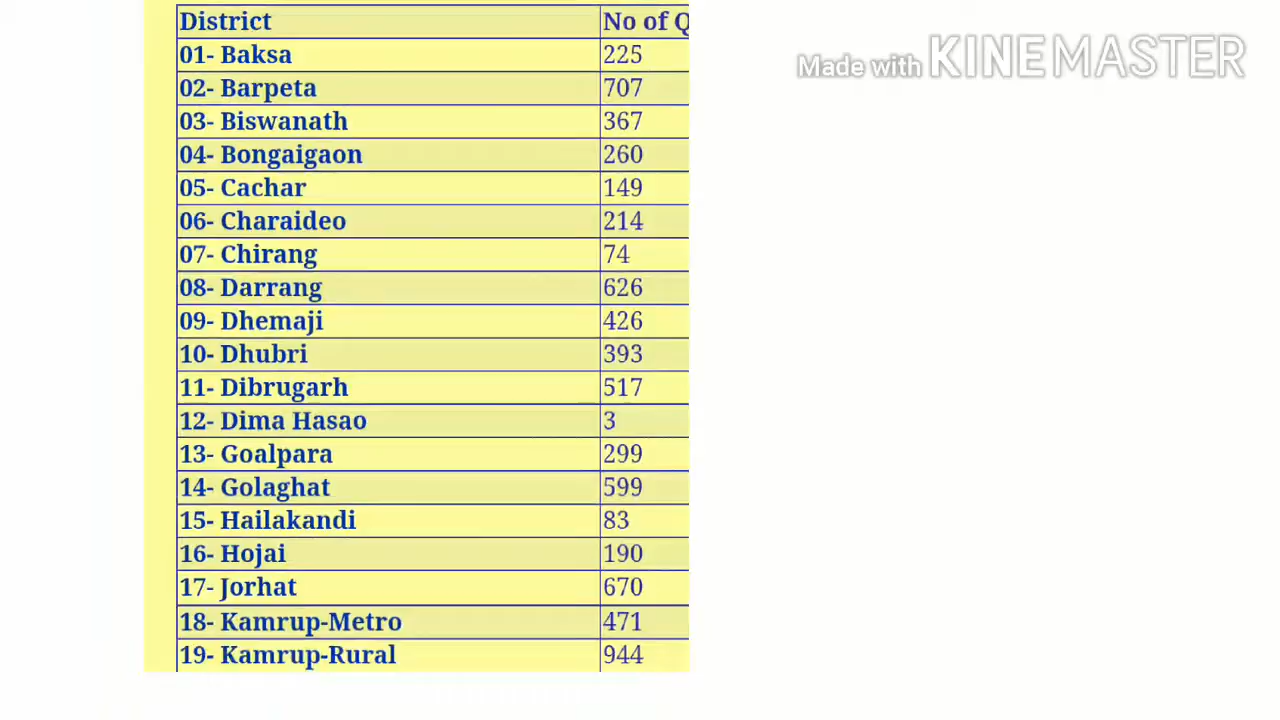 District No of Q
01- Baksa 225
02- Barpeta 707
03- Biswanath 367
04- Bongaigaon 260
05- Cachar 149
06- Charaideo 214
07- Chirang 74
08- Darrang 626
09- Dhemaji 426
10- Dhubri 393
11- Dibrugarh 517
12- Dima Hasao 3
13- Goalpara 299
14- Golaghat 599
15- Hailakandi 83
16- Hojai 190
17- Jorhat 670
18- Kamrup-Metro 471
19- Kamrup-Rural 944
Made with KINEMASTER